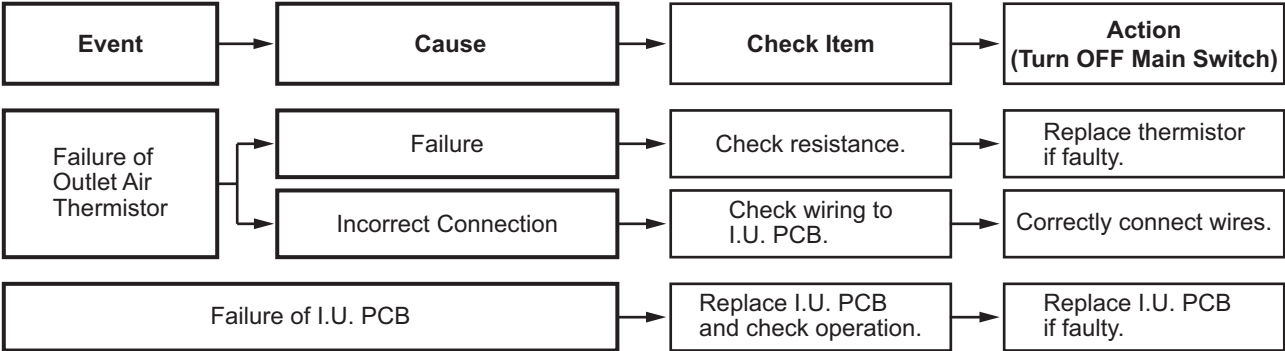 Event
Cause
Check Item
Action
(Turn OFF Main Switch)
Failure of
Outlet Air
Thermistor
Failure
Check resistance.
Replace thermistor
if faulty.
Incorrect Connection
Check wiring to
I.U. PCB.
Correctly connect wires.
Failure of I.U. PCB
Replace I.U. PCB
and check operation.
Replace I.U. PCB
if faulty.